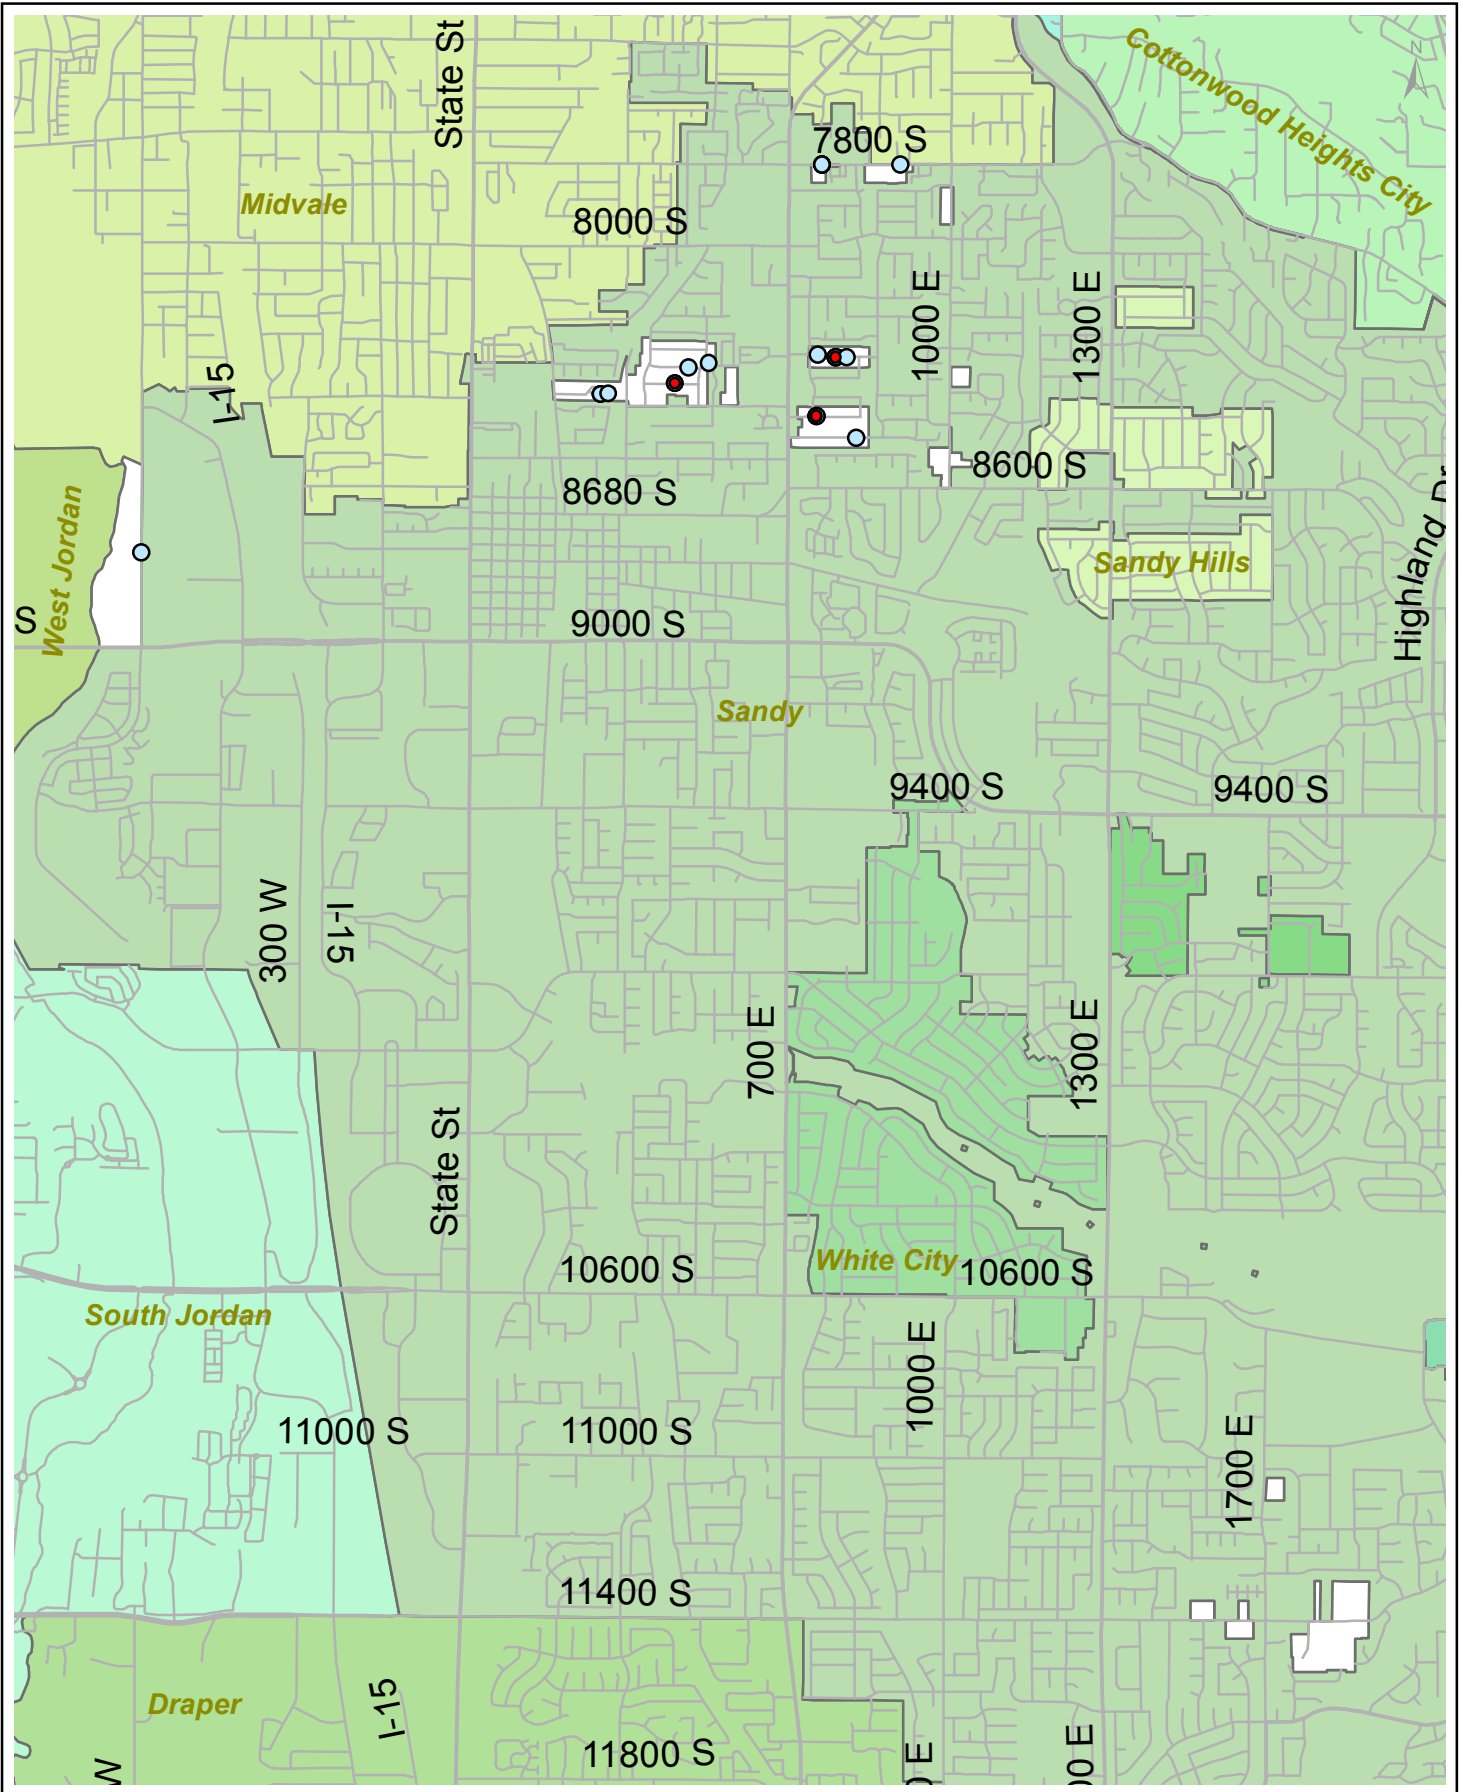 State St
Cottonwood Heights City
N
7800 S
Midvale
8000 S
1000 E
1300 E
I-15
8600 S
8680 S
West Jordan
Highland Dr
Sandy Hills
S
9000 S
Sandy
9400 S
9400 S
300 W
I-15
700 E
1300 E
State St
10600 S
White City
10600 S
South Jordan
1000 E
11000 S
11000 S
1700 E
11400 S
Draper
I-15
11800 S
W
0 E
00 E